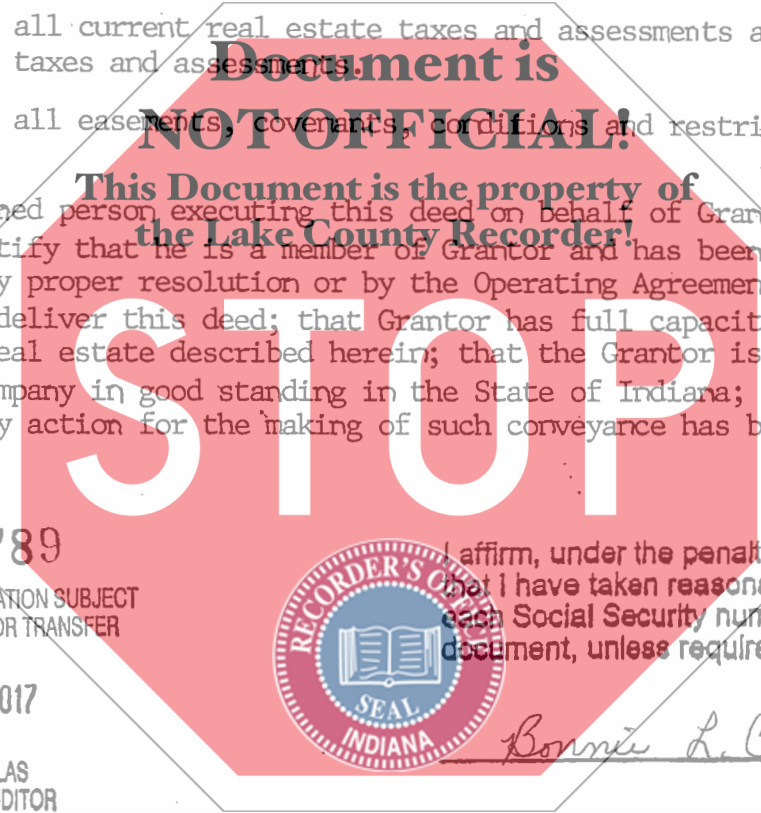 all current real estate taxes and assessments a
taxes and assessments.
Document is
all easements, covenants, conditions and restri
NOT OFFICIAL!
This Document is the property of
ned person executing this deed on behalf of Gran
the Lake County Recorder!
tify that he is a member of Grantor and has been
y proper resolution or by the Operating Agreemen
deliver this deed; that Grantor has full capacit
eal estate described herein; that the Grantor is
mpany in good standing in the State of Indiana;
y action for the making of such conveyance has b
STOP
789
ATION SUBJECT
OR TRANSFER
017
LAS
DITOR
RECORDER'S OFFICE
SEAL
INDIANA
I affirm, under the penalt
that I have taken reasona
each Social Security num
document, unless require
Bonnie L. C